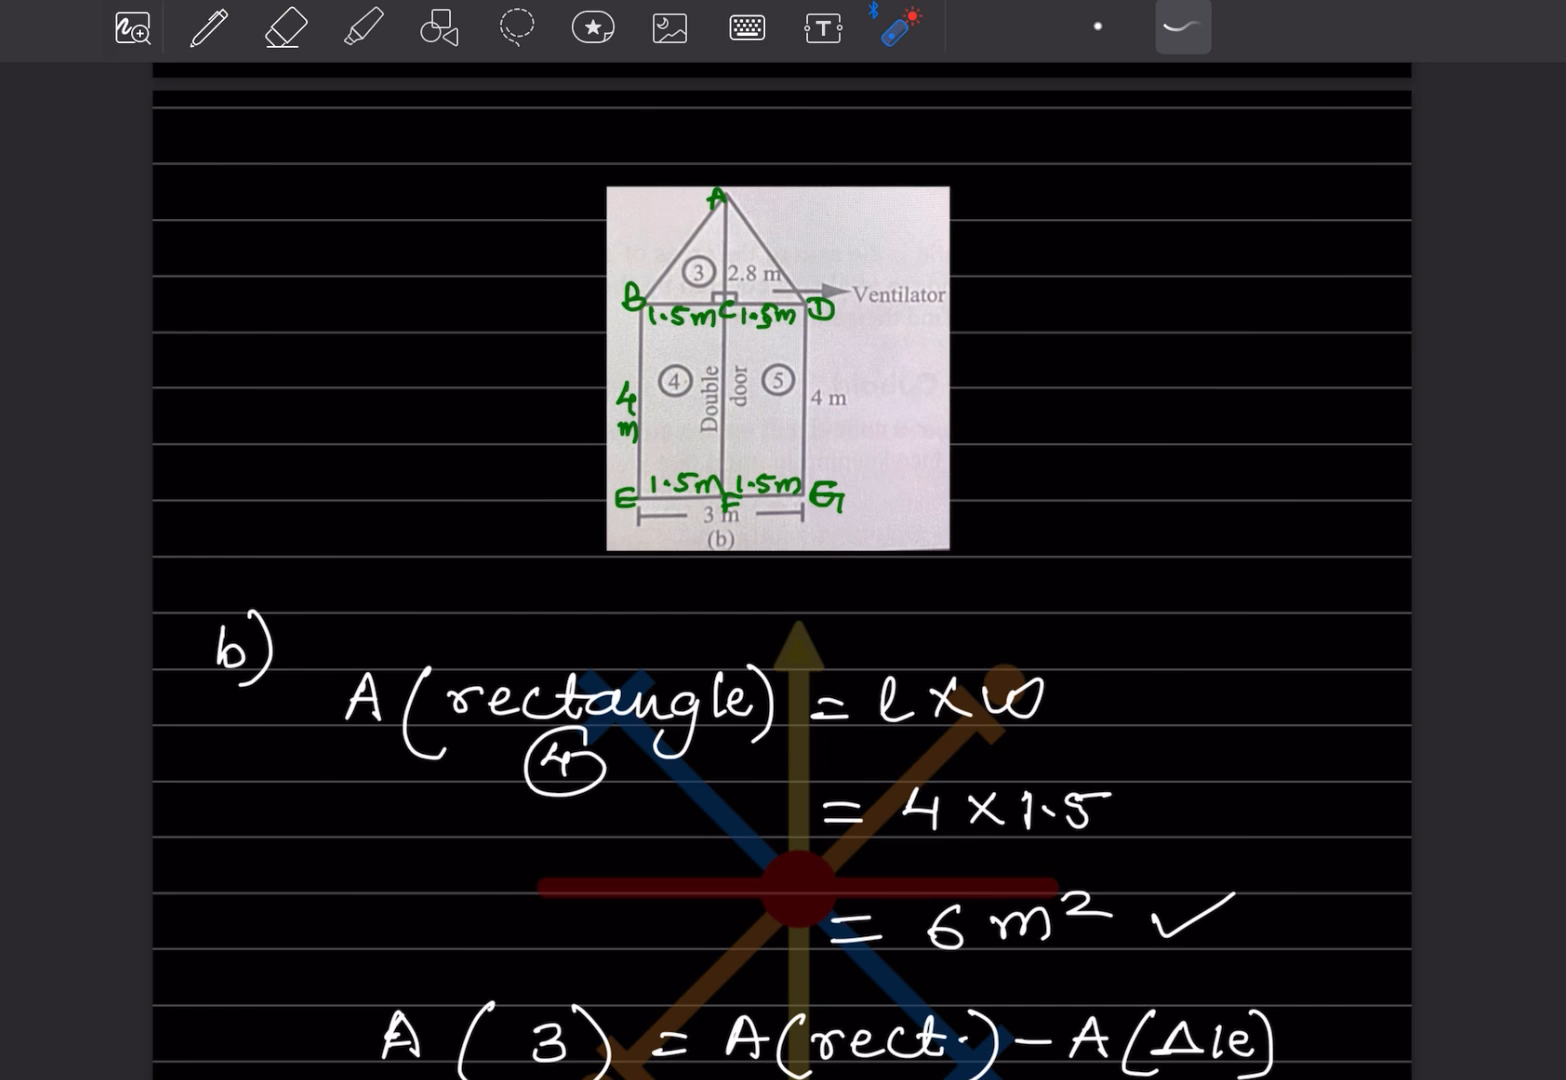 A
3 2.8 m
Ventilator
B 1.5m C 1.5m D
4 Double door 5
4 m 4 m
1.5m 1.5m
E F G
3 m
(b)
b)
A (rectangle) = l × w
4
= 4 × 1.5
= 6 m² ✓
A ( 3 ) = A(rect.) - A(Δle)